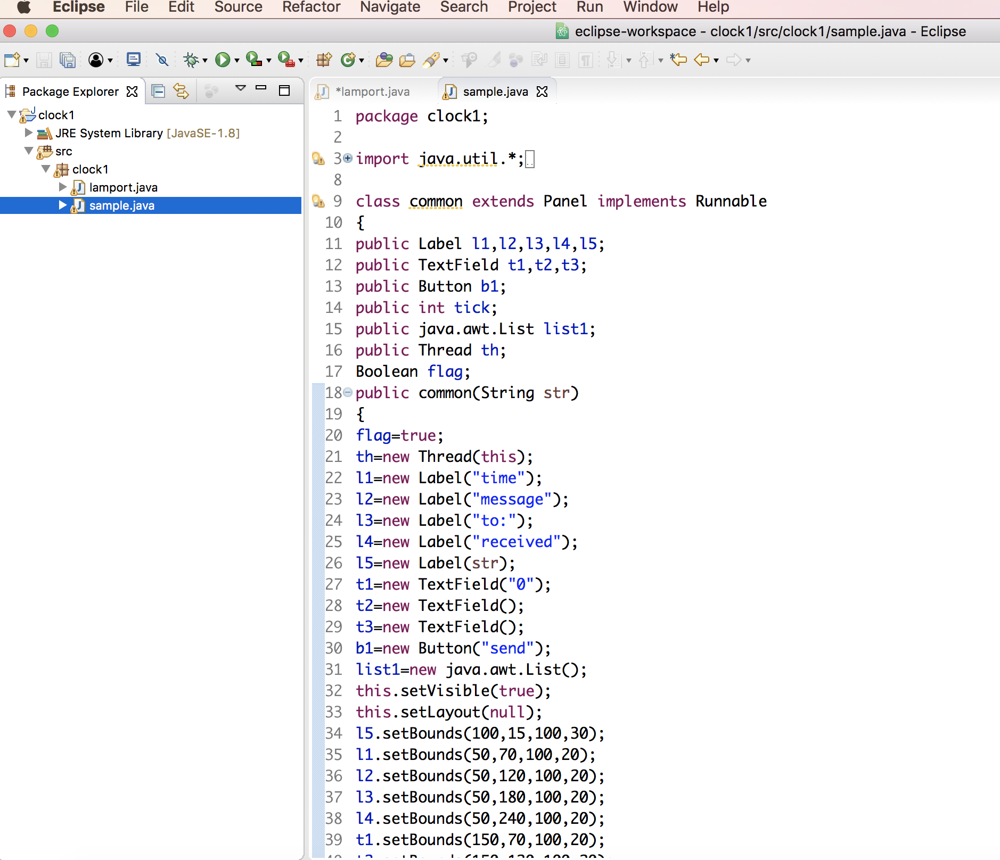 Eclipse File Edit Source Refactor Navigate Search Project Run Window Help
eclipse-workspace - clock1/src/clock1/sample.java - Eclipse
Package Explorer
clock1
JRE System Library [JavaSE-1.8]
src
clock1
lamport.java
sample.java
*lamport.java sample.java
1 package clock1;
2
3 import java.util.*;
8
9 class common extends Panel implements Runnable
10 {
11 public Label l1,l2,l3,l4,l5;
12 public TextField t1,t2,t3;
13 public Button b1;
14 public int tick;
15 public java.awt.List list1;
16 public Thread th;
17 Boolean flag;
18 public common(String str)
19 {
20 flag=true;
21 th=new Thread(this);
22 l1=new Label("time");
23 l2=new Label("message");
24 l3=new Label("to:");
25 l4=new Label("received");
26 l5=new Label(str);
27 t1=new TextField("0");
28 t2=new TextField();
29 t3=new TextField();
30 b1=new Button("send");
31 list1=new java.awt.List();
32 this.setVisible(true);
33 this.setLayout(null);
34 l5.setBounds(100,15,100,30);
35 l1.setBounds(50,70,100,20);
36 l2.setBounds(50,120,100,20);
37 l3.setBounds(50,180,100,20);
38 l4.setBounds(50,240,100,20);
39 t1.setBounds(150,70,100,20);